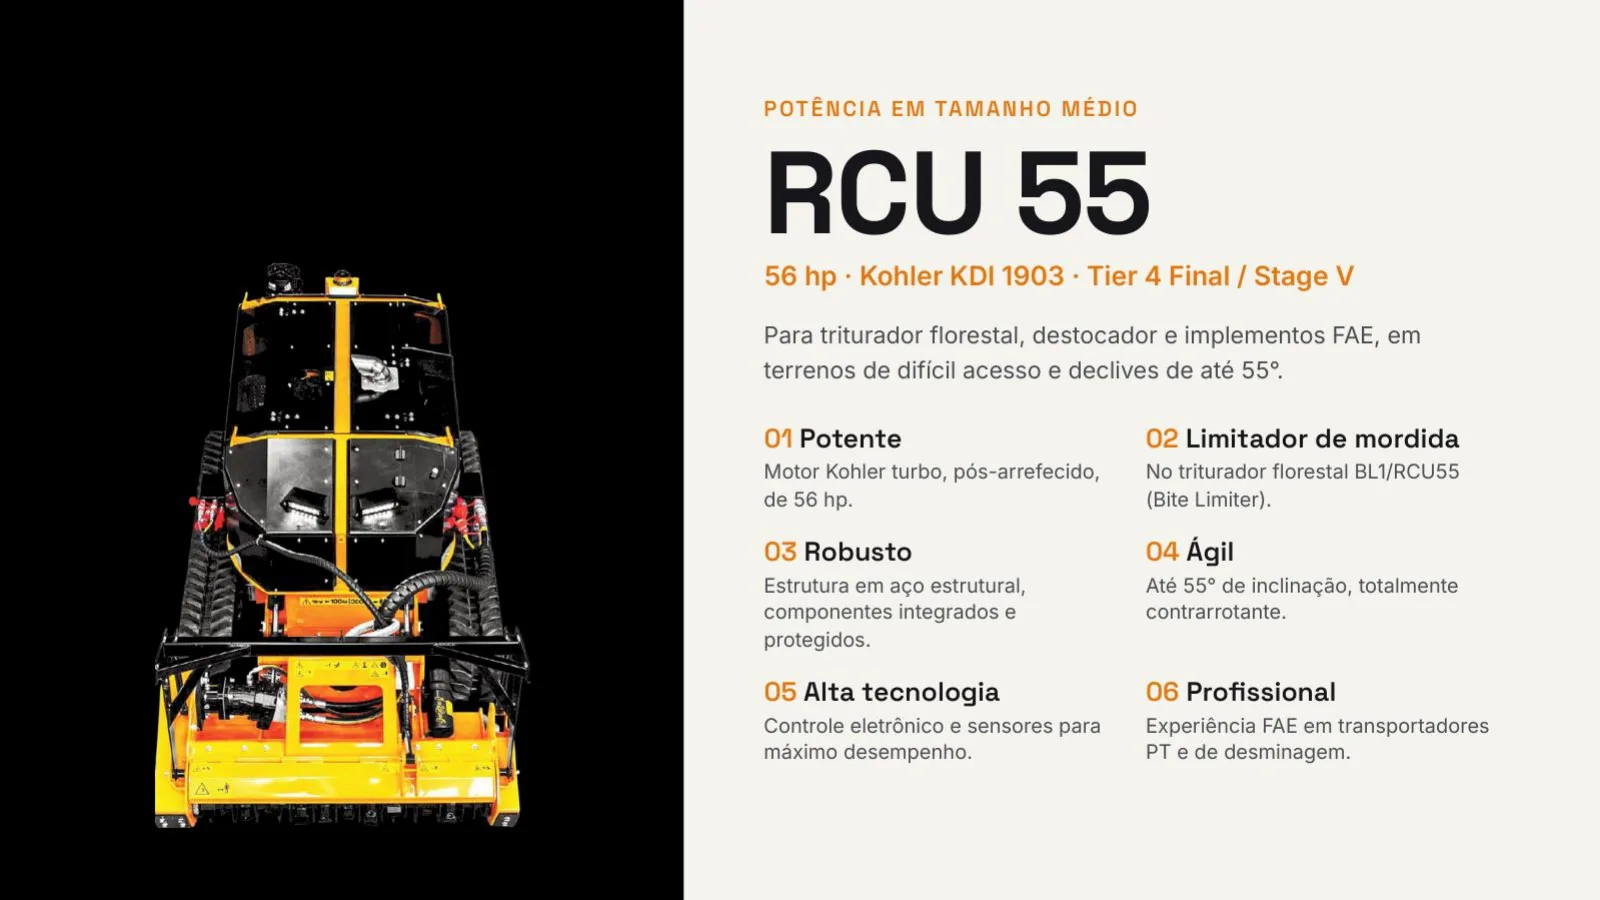 POTÊNCIA EM TAMANHO MÉDIO
RCU 55
56 hp · Kohler KDI 1903 · Tier 4 Final / Stage V
Para triturador florestal, destocador e implementos FAE, em
terrenos de difícil acesso e declives de até 55°.
01 Potente
Motor Kohler turbo, pós-arrefecido,
de 56 hp.
02 Limitador de mordida
No triturador florestal BL1/RCU55
(Bite Limiter).
03 Robusto
Estrutura em aço estrutural,
componentes integrados e
protegidos.
04 Ágil
Até 55° de inclinação, totalmente
contrarrotante.
05 Alta tecnologia
Controle eletrônico e sensores para
máximo desempenho.
06 Profissional
Experiência FAE em transportadores
PT e de desminagem.